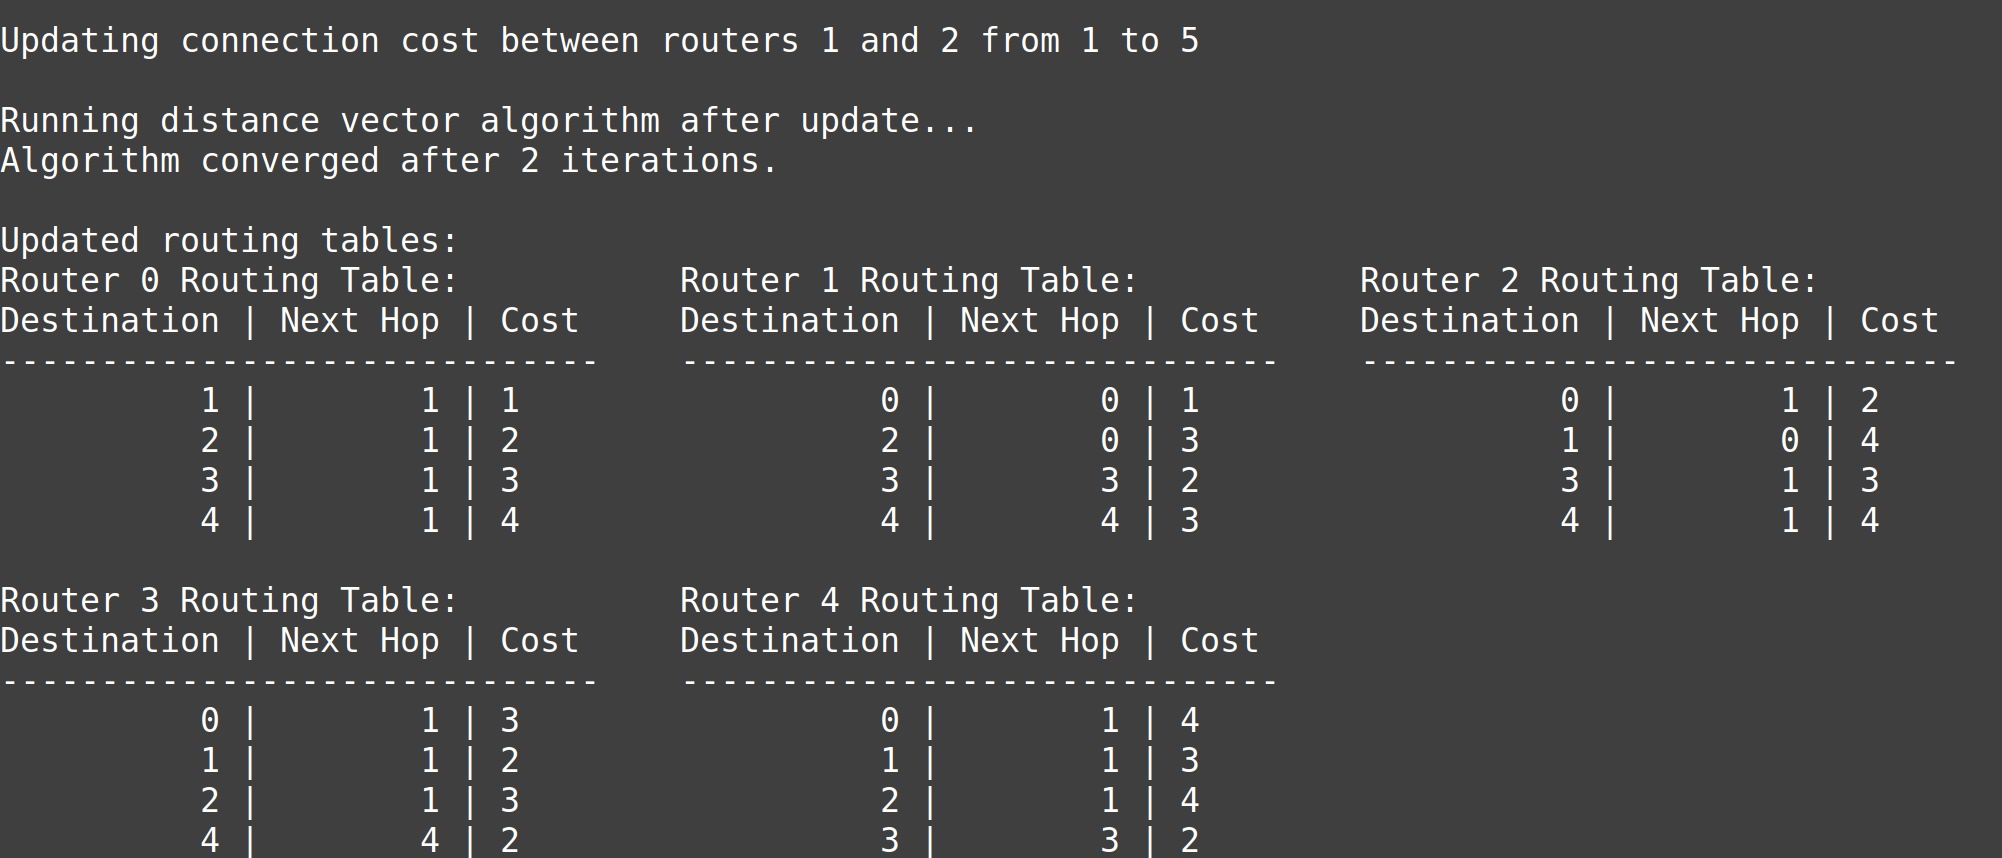 Updating connection cost between routers 1 and 2 from 1 to 5
Running distance vector algorithm after update...
Algorithm converged after 2 iterations.
Updated routing tables:
Router 0 Routing Table:           Router 1 Routing Table:           Router 2 Routing Table:
Destination | Next Hop | Cost     Destination | Next Hop | Cost     Destination | Next Hop | Cost
------------------------------    ------------------------------    ------------------------------
          1 |        1 | 1                  0 |        0 | 1                  0 |        1 | 2
          2 |        1 | 2                  2 |        0 | 3                  1 |        0 | 4
          3 |        1 | 3                  3 |        3 | 2                  3 |        1 | 3
          4 |        1 | 4                  4 |        4 | 3                  4 |        1 | 4
Router 3 Routing Table:           Router 4 Routing Table:
Destination | Next Hop | Cost     Destination | Next Hop | Cost
------------------------------    ------------------------------
          0 |        1 | 3                  0 |        1 | 4
          1 |        1 | 2                  1 |        1 | 3
          2 |        1 | 3                  2 |        1 | 4
          4 |        4 | 2                  3 |        3 | 2